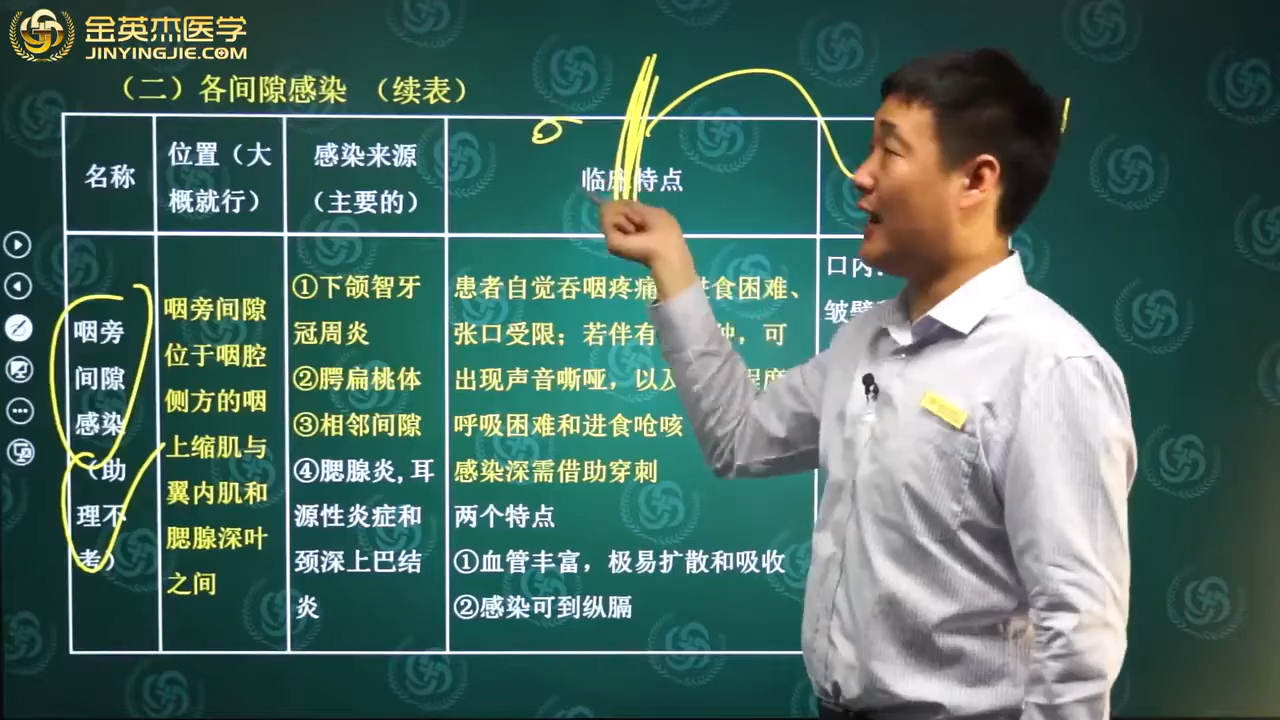 金英杰医学
JINYINGJIE.COM
（二）各间隙感染 （续表）
名称
位置（大
概就行）
感染来源
（主要的）
临床特点
咽旁
间隙
感染
（助
理不
考）
咽旁间隙
位于咽腔
侧方的咽
上缩肌与
翼内肌和
腮腺深叶
之间
①下颌智牙
冠周炎
②腭扁桃体
③相邻间隙
④腮腺炎,耳
源性炎症和
颈深上巴结
炎
患者自觉吞咽疼痛 进食困难、
张口受限；若伴有 肿，可
出现声音嘶哑，以及 程度
呼吸困难和进食呛咳
感染深需借助穿刺
两个特点
①血管丰富，极易扩散和吸收
②感染可到纵膈
口内:
皱襞